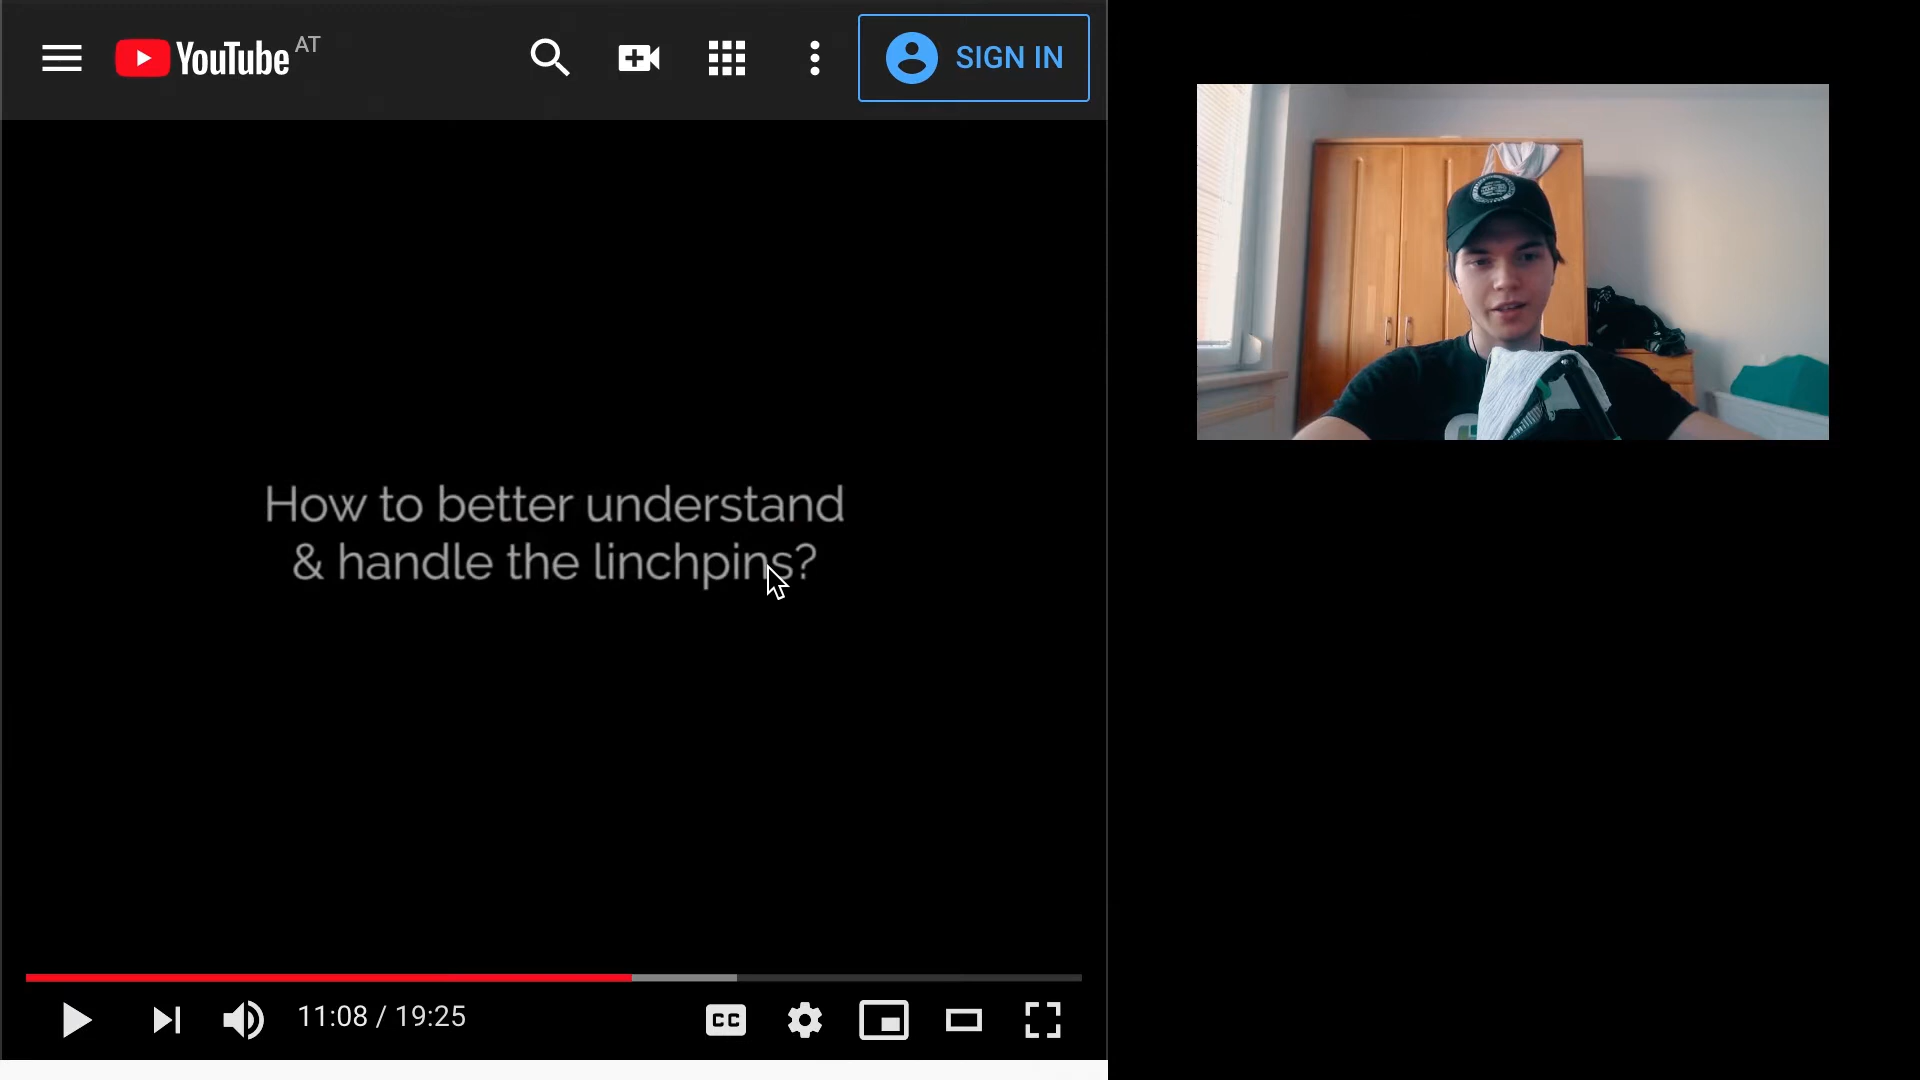 YouTube AT
SIGN IN
How to better understand
& handle the linchpins?
11:08 / 19:25
CC